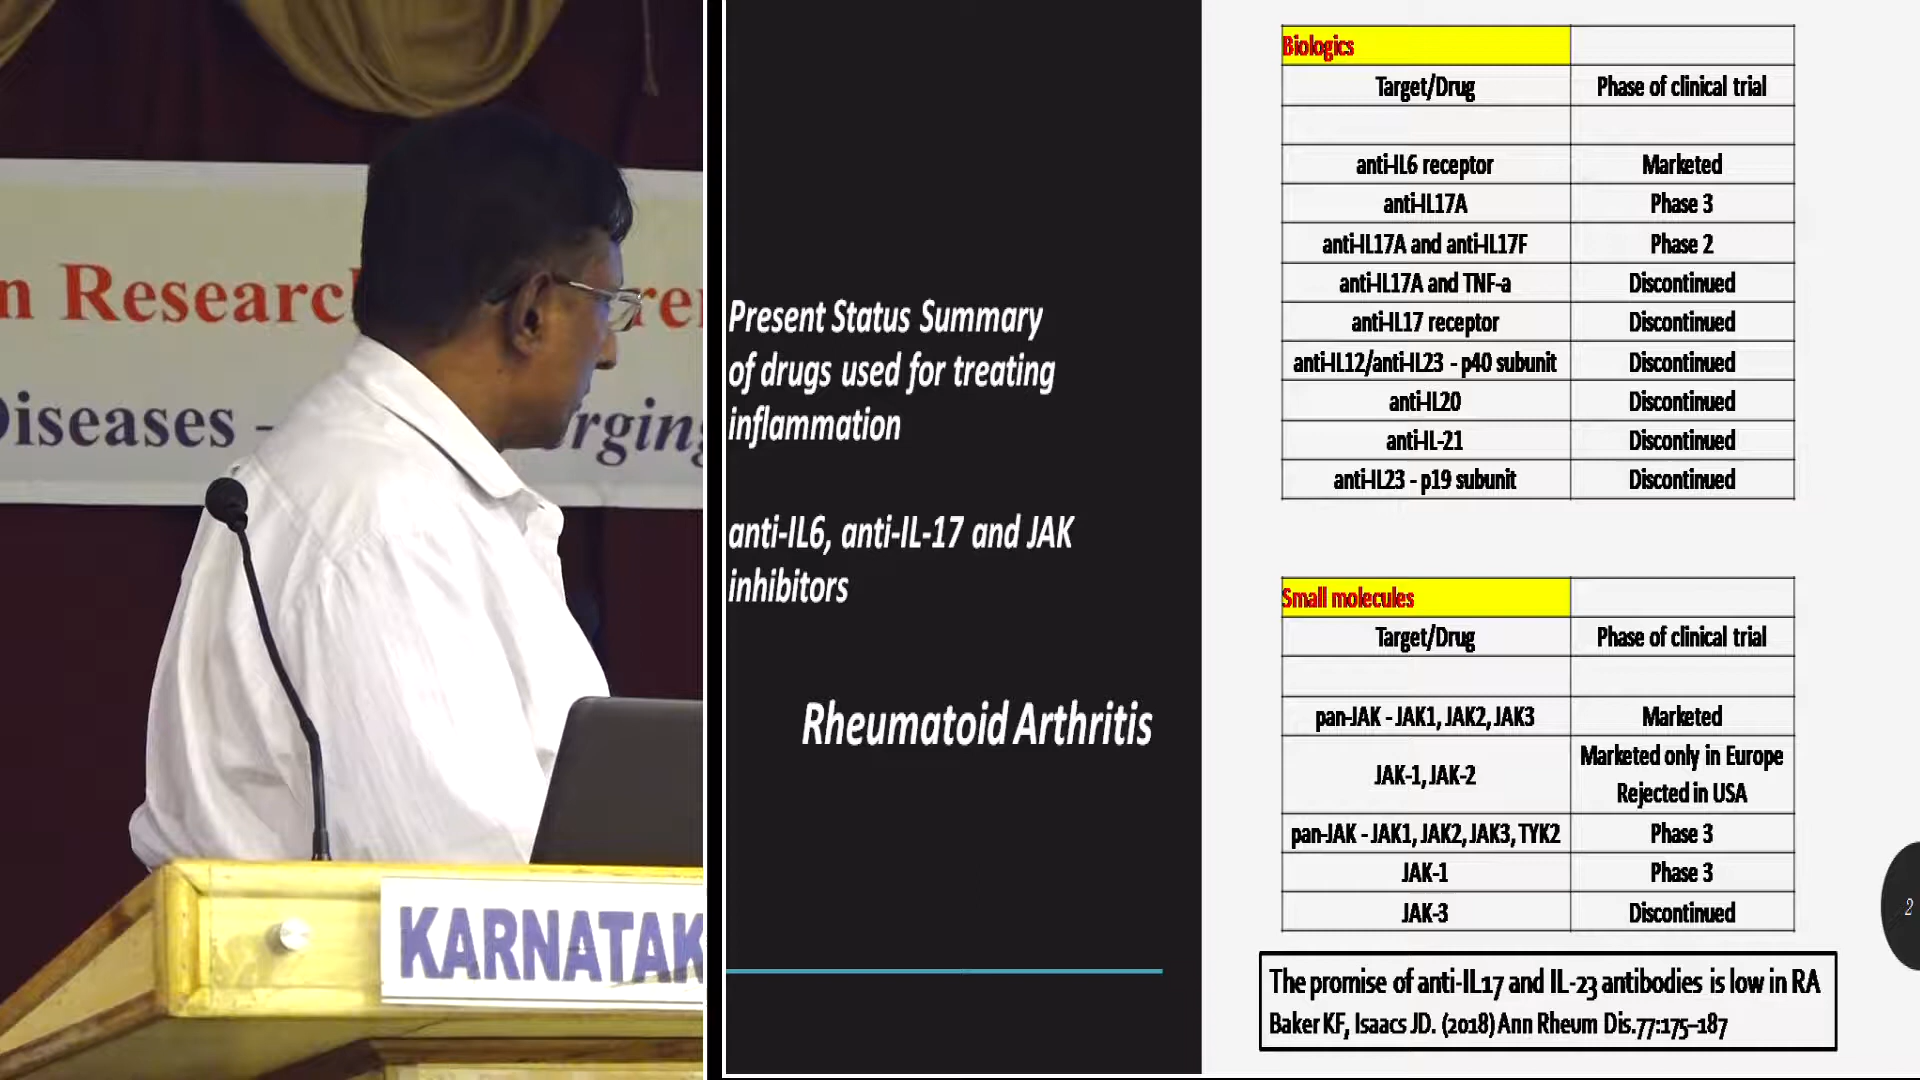 n Research
Diseases -
rging
KARNATAK
Present Status Summary
of drugs used for treating
inflammation
anti-IL6, anti-IL-17 and JAK
inhibitors
Rheumatoid Arthritis
Biologics
Target/Drug Phase of clinical trial
anti-IL6 receptor Marketed
anti-IL17A Phase 3
anti-IL17A and anti-IL17F Phase 2
anti-IL17A and TNF-a Discontinued
anti-IL17 receptor Discontinued
anti-IL12/anti-IL23 - p40 subunit Discontinued
anti-IL20 Discontinued
anti-IL-21 Discontinued
anti-IL23 - p19 subunit Discontinued
Small molecules
Target/Drug Phase of clinical trial
pan-JAK - JAK1, JAK2, JAK3 Marketed
JAK-1, JAK-2 Marketed only in Europe
Rejected in USA
pan-JAK - JAK1, JAK2, JAK3, TYK2 Phase 3
JAK-1 Phase 3
JAK-3 Discontinued
The promise of anti-IL17 and IL-23 antibodies is low in RA
Baker KF, Isaacs JD. (2018) Ann Rheum Dis.77:175–187
2